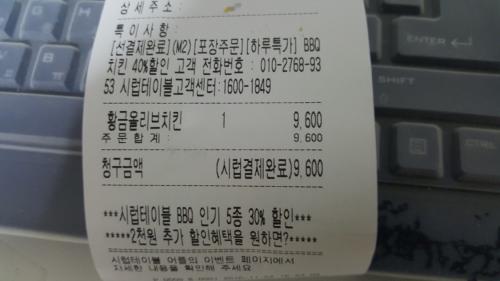 상세주소:
특이사항:
[선결제완료](M2)[포장주문][하루특가] BBQ
치킨 40%할인 고객 전화번호 : 010-2768-93
53 시럽테이블고객센터:1600-1849
황금올리브치킨 1 9,600
주문합계: 9,600
청구금액 (시럽결제완료)9,600
***시럽테이블 BBQ 인기 5종 30% 할인***
*****2천원 추가 할인혜택을 원하면?*****
시럽테이블 어플의 이벤트 페이지에서
자세한 내용을 확인해 주세요
ENTER
SHIFT